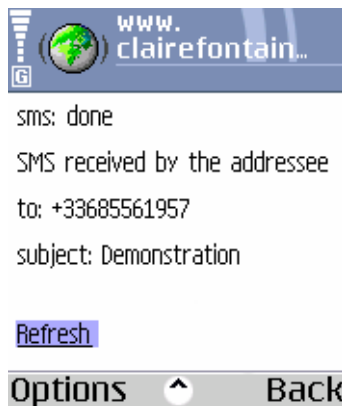 www.
clairefontain...
G
sms: done
SMS received by the addressee
to: +33685561957
subject: Demonstration
Refresh
Options
Back